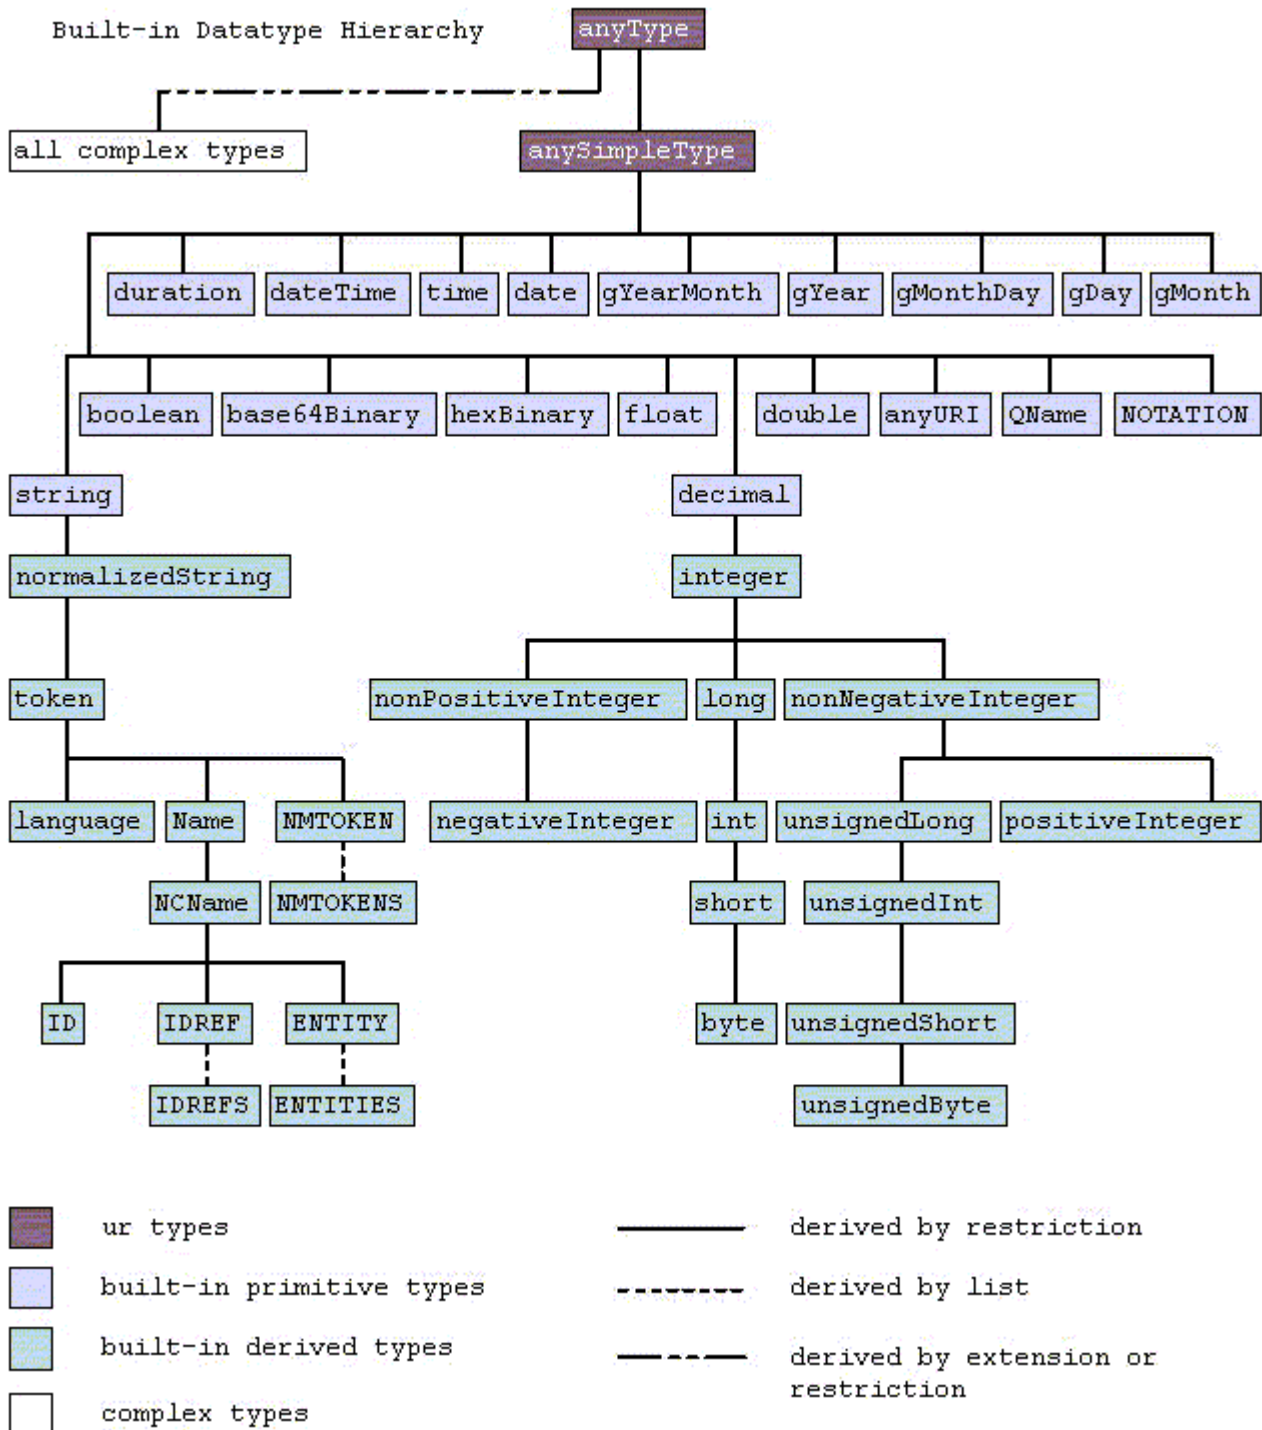 Built-in Datatype Hierarchy
anyType
all complex types
anySimpleType
duration
dateTime
time
date
gYearMonth
gYear
gMonthDay
gDay
gMonth
boolean
base64Binary
hexBinary
float
double
anyURI
QName
NOTATION
string
decimal
normalizedString
integer
token
nonPositiveInteger
long
nonNegativeInteger
language
Name
NMTOKEN
negativeInteger
int
unsignedLong
positiveInteger
NCName
NMTOKENS
short
unsignedInt
ID
IDREF
ENTITY
byte
unsignedShort
IDREFS
ENTITIES
unsignedByte
ur types
derived by restriction
built-in primitive types
derived by list
built-in derived types
derived by extension or
restriction
complex types